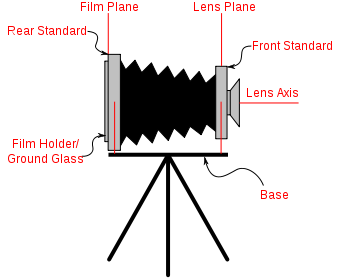 Film Plane
Lens Plane
Rear Standard
Front Standard
Lens Axis
Film Holder/
Ground Glass
Base